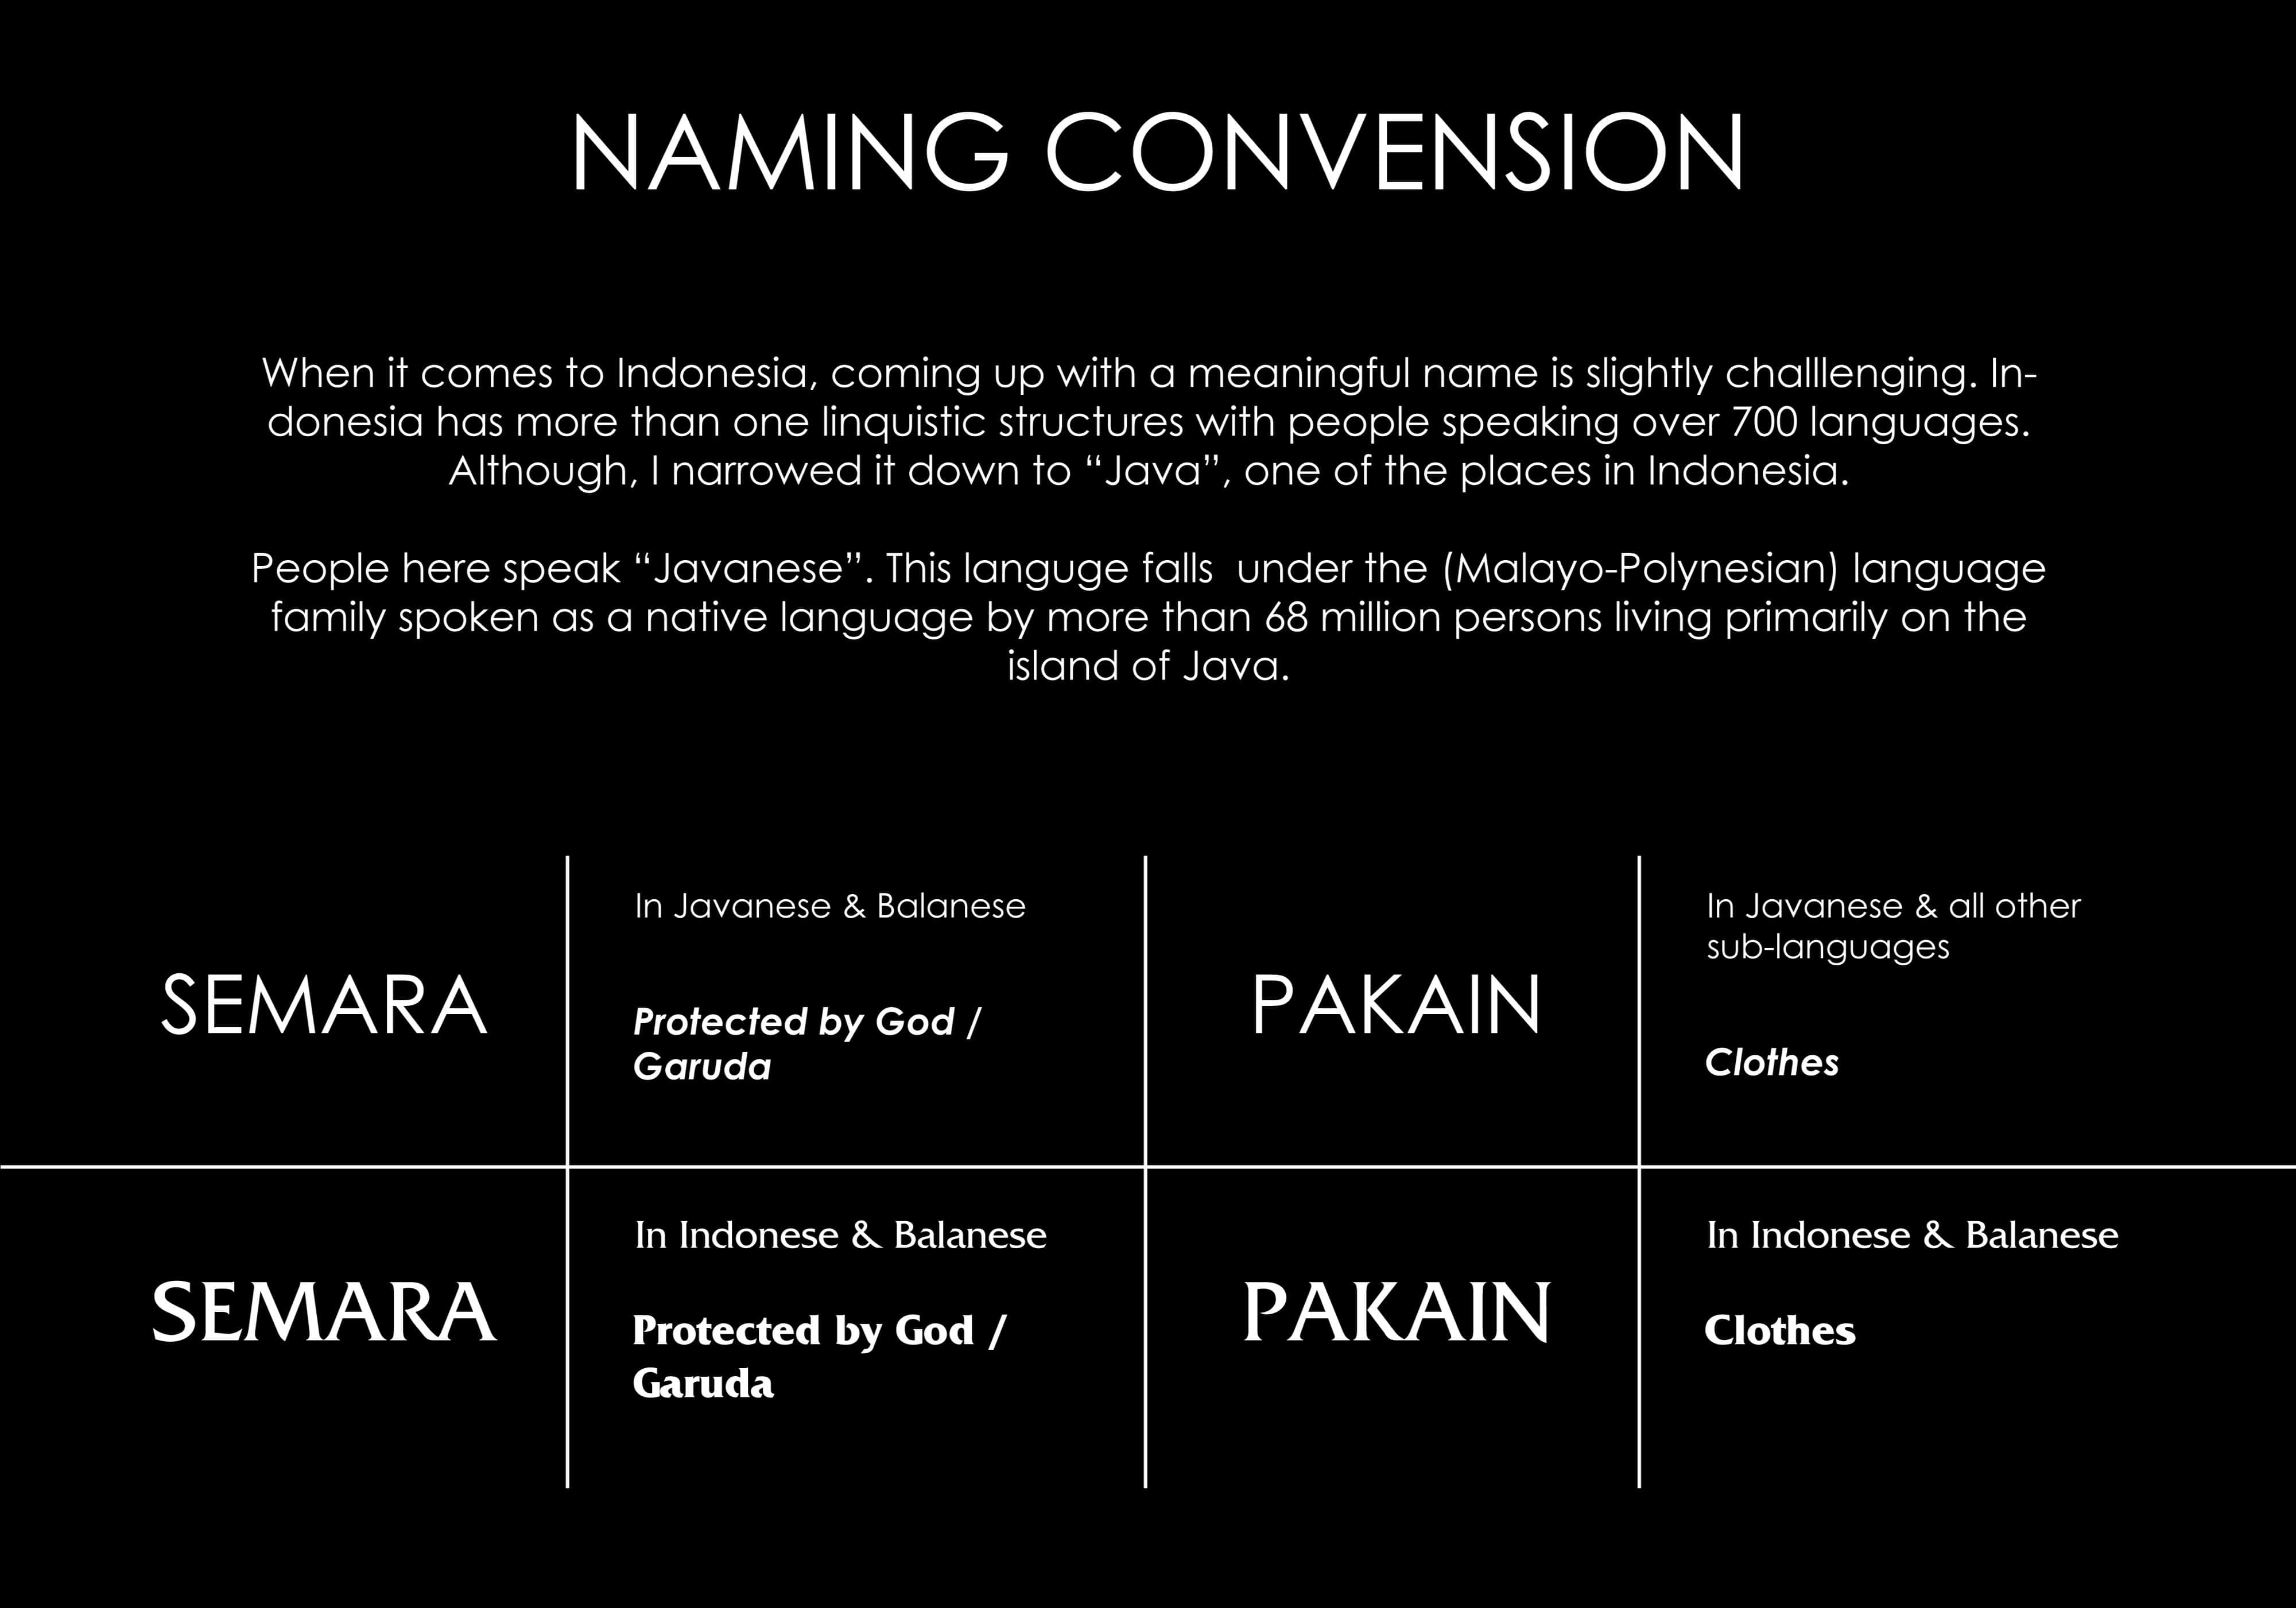 NAMING CONVENSION
When it comes to Indonesia, coming up with a meaningful name is slightly challlenging. In-
donesia has more than one linquistic structures with people speaking over 700 languages.
Although, I narrowed it down to “Java”, one of the places in Indonesia.
People here speak “Javanese”. This languge falls  under the (Malayo-Polynesian) language
family spoken as a native language by more than 68 million persons living primarily on the
island of Java.
SEMARA
In Javanese & Balanese
Protected by God /
Garuda
PAKAIN
In Javanese & all other
sub-languages
Clothes
SEMARA
In Indonese & Balanese
Protected by God /
Garuda
PAKAIN
In Indonese & Balanese
Clothes